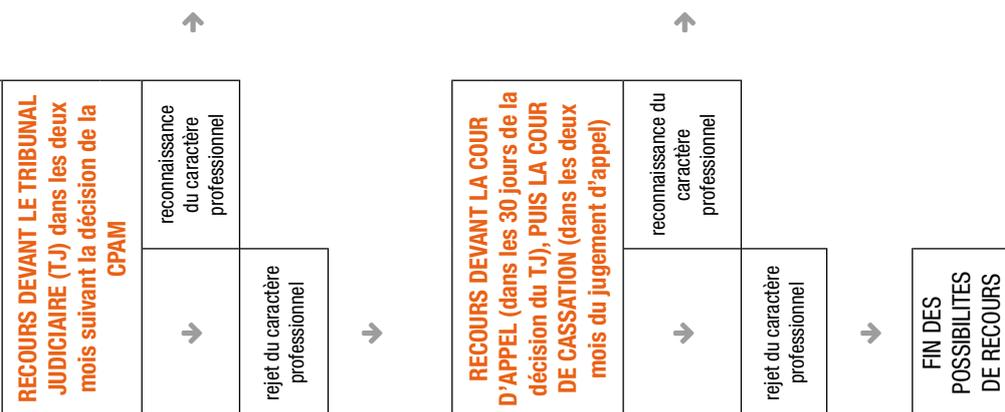 RECOURS DEVANT LE TRIBUNAL
JUDICIAIRE (TJ) dans les deux
mois suivant la décision de la
CPAM
reconnaissance
du caractère
professionnel
rejet du caractère
professionnel
RECOURS DEVANT LA COUR
D’APPEL (dans les 30 jours de la
décision du TJ), PUIS LA COUR
DE CASSATION (dans les deux
mois du jugement d’appel)
reconnaissance du
caractère
professionnel
rejet du caractère
professionnel
FIN DES
POSSIBILITES
DE RECOURS